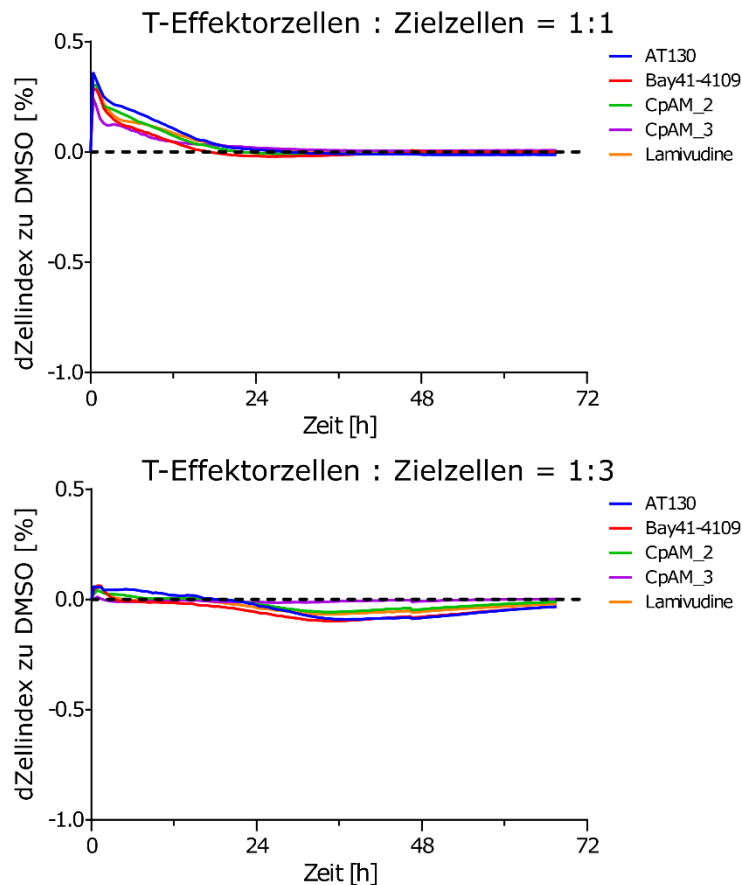 T-Effektorzellen : Zielzellen = 1:1
dZellindex zu DMSO [%]
0.5
0.0
-0.5
-1.0
0
24
48
72
Zeit [h]
AT130
Bay41-4109
CpAM_2
CpAM_3
Lamivudine
T-Effektorzellen : Zielzellen = 1:3
dZellindex zu DMSO [%]
0.5
0.0
-0.5
-1.0
0
24
48
72
Zeit [h]
AT130
Bay41-4109
CpAM_2
CpAM_3
Lamivudine